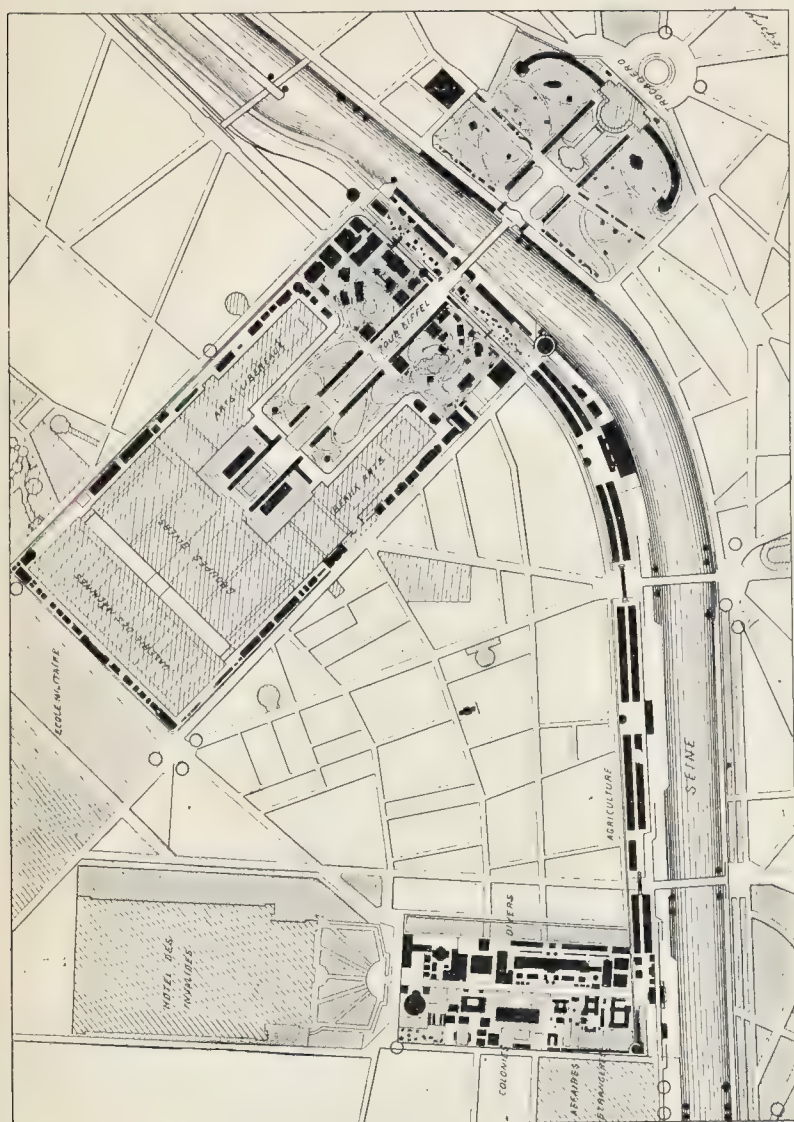 TROCADERO
TOUR EIFFEL
ARTS LIBERAUX
BEAUX ARTS
GROUPES DIVERS
GALERIE DES MACHINES
ECOLE MILITAIRE
SEINE
AGRICULTURE
HOTEL DES
INVALIDES
DIVERS
COLONIES
AFFAIRES
ETRANGERES